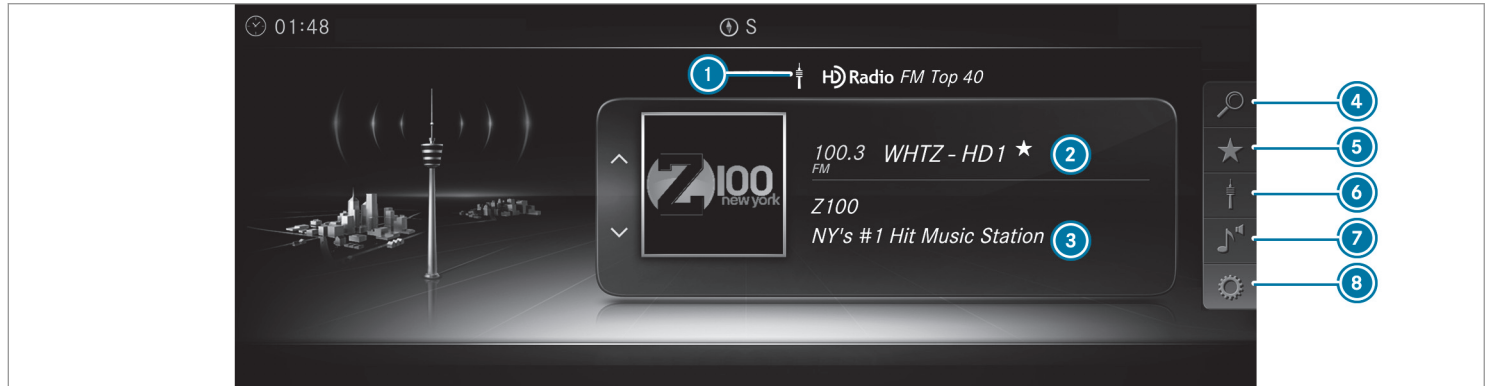 01:48
S
1
HD Radio FM Top 40
4
100.3 WHTZ - HD1 ★ 2
FM
5
Z100
new york
Z100
6
NY's #1 Hit Music Station 3
7
8